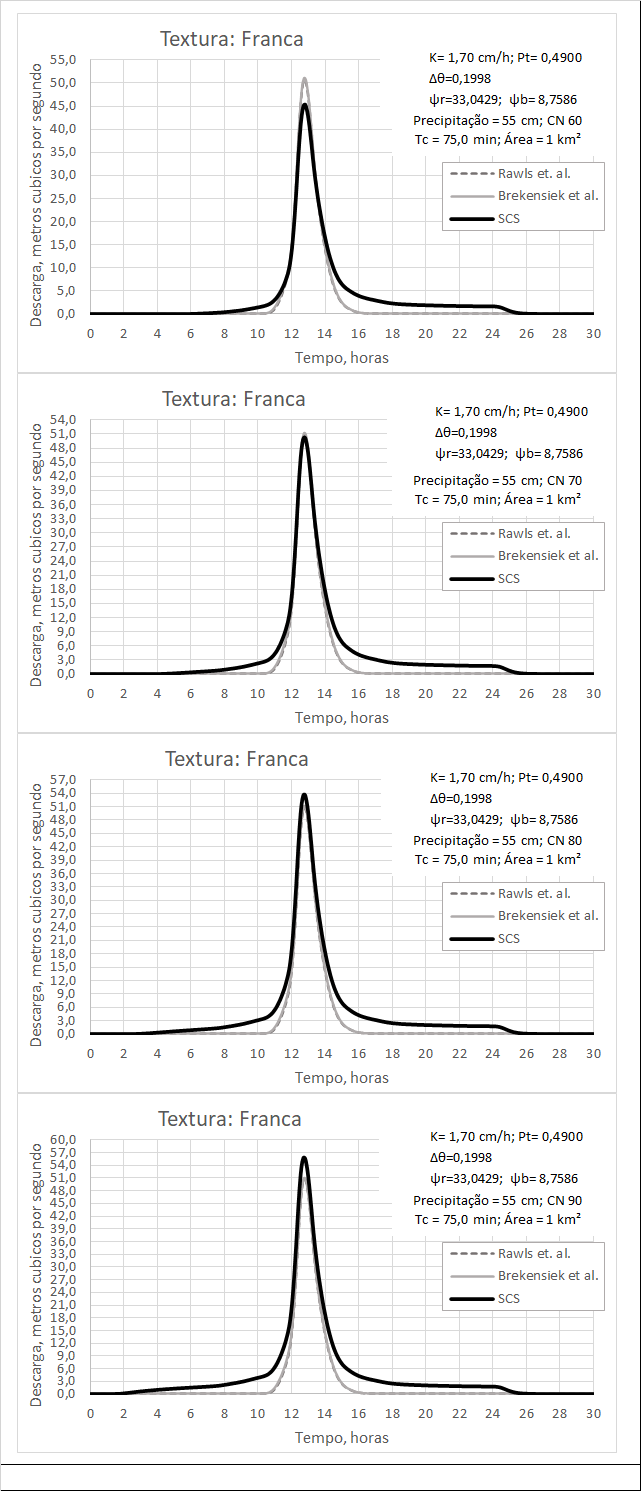 Textura: Franca
K= 1,70 cm/h; Pt= 0,4900
Δθ=0,1998
ψr=33,0429;  ψb= 8,7586
Precipitação = 55 cm; CN 60
Tc = 75,0 min; Área = 1 km²
Rawls et. al.
Brekensiek et al.
SCS
Descarga, metros cubicos por segundo
55,0
50,0
45,0
40,0
35,0
30,0
25,0
20,0
15,0
10,0
5,0
0,0
0 2 4 6 8 10 12 14 16 18 20 22 24 26 28 30
Tempo, horas
Textura: Franca
K= 1,70 cm/h; Pt= 0,4900
Δθ=0,1998
ψr=33,0429;  ψb= 8,7586
Precipitação = 55 cm; CN 70
Tc = 75,0 min; Área = 1 km²
Rawls et. al.
Brekensiek et al.
SCS
Descarga, metros cubicos por segundo
54,0
51,0
48,0
45,0
42,0
39,0
36,0
33,0
30,0
27,0
24,0
21,0
18,0
15,0
12,0
9,0
6,0
3,0
0,0
0 2 4 6 8 10 12 14 16 18 20 22 24 26 28 30
Tempo, horas
Textura: Franca
K= 1,70 cm/h; Pt= 0,4900
Δθ=0,1998
ψr=33,0429;  ψb= 8,7586
Precipitação = 55 cm; CN 80
Tc = 75,0 min; Área = 1 km²
Rawls et. al.
Brekensiek et al.
SCS
Descarga, metros cubicos por segundo
57,0
54,0
51,0
48,0
45,0
42,0
39,0
36,0
33,0
30,0
27,0
24,0
21,0
18,0
15,0
12,0
9,0
6,0
3,0
0,0
0 2 4 6 8 10 12 14 16 18 20 22 24 26 28 30
Tempo, horas
Textura: Franca
K= 1,70 cm/h; Pt= 0,4900
Δθ=0,1998
ψr=33,0429;  ψb= 8,7586
Precipitação = 55 cm; CN 90
Tc = 75,0 min; Área = 1 km²
Rawls et. al.
Brekensiek et al.
SCS
Descarga, metros cubicos por segundo
60,0
57,0
54,0
51,0
48,0
45,0
42,0
39,0
36,0
33,0
30,0
27,0
24,0
21,0
18,0
15,0
12,0
9,0
6,0
3,0
0,0
0 2 4 6 8 10 12 14 16 18 20 22 24 26 28 30
Tempo, horas